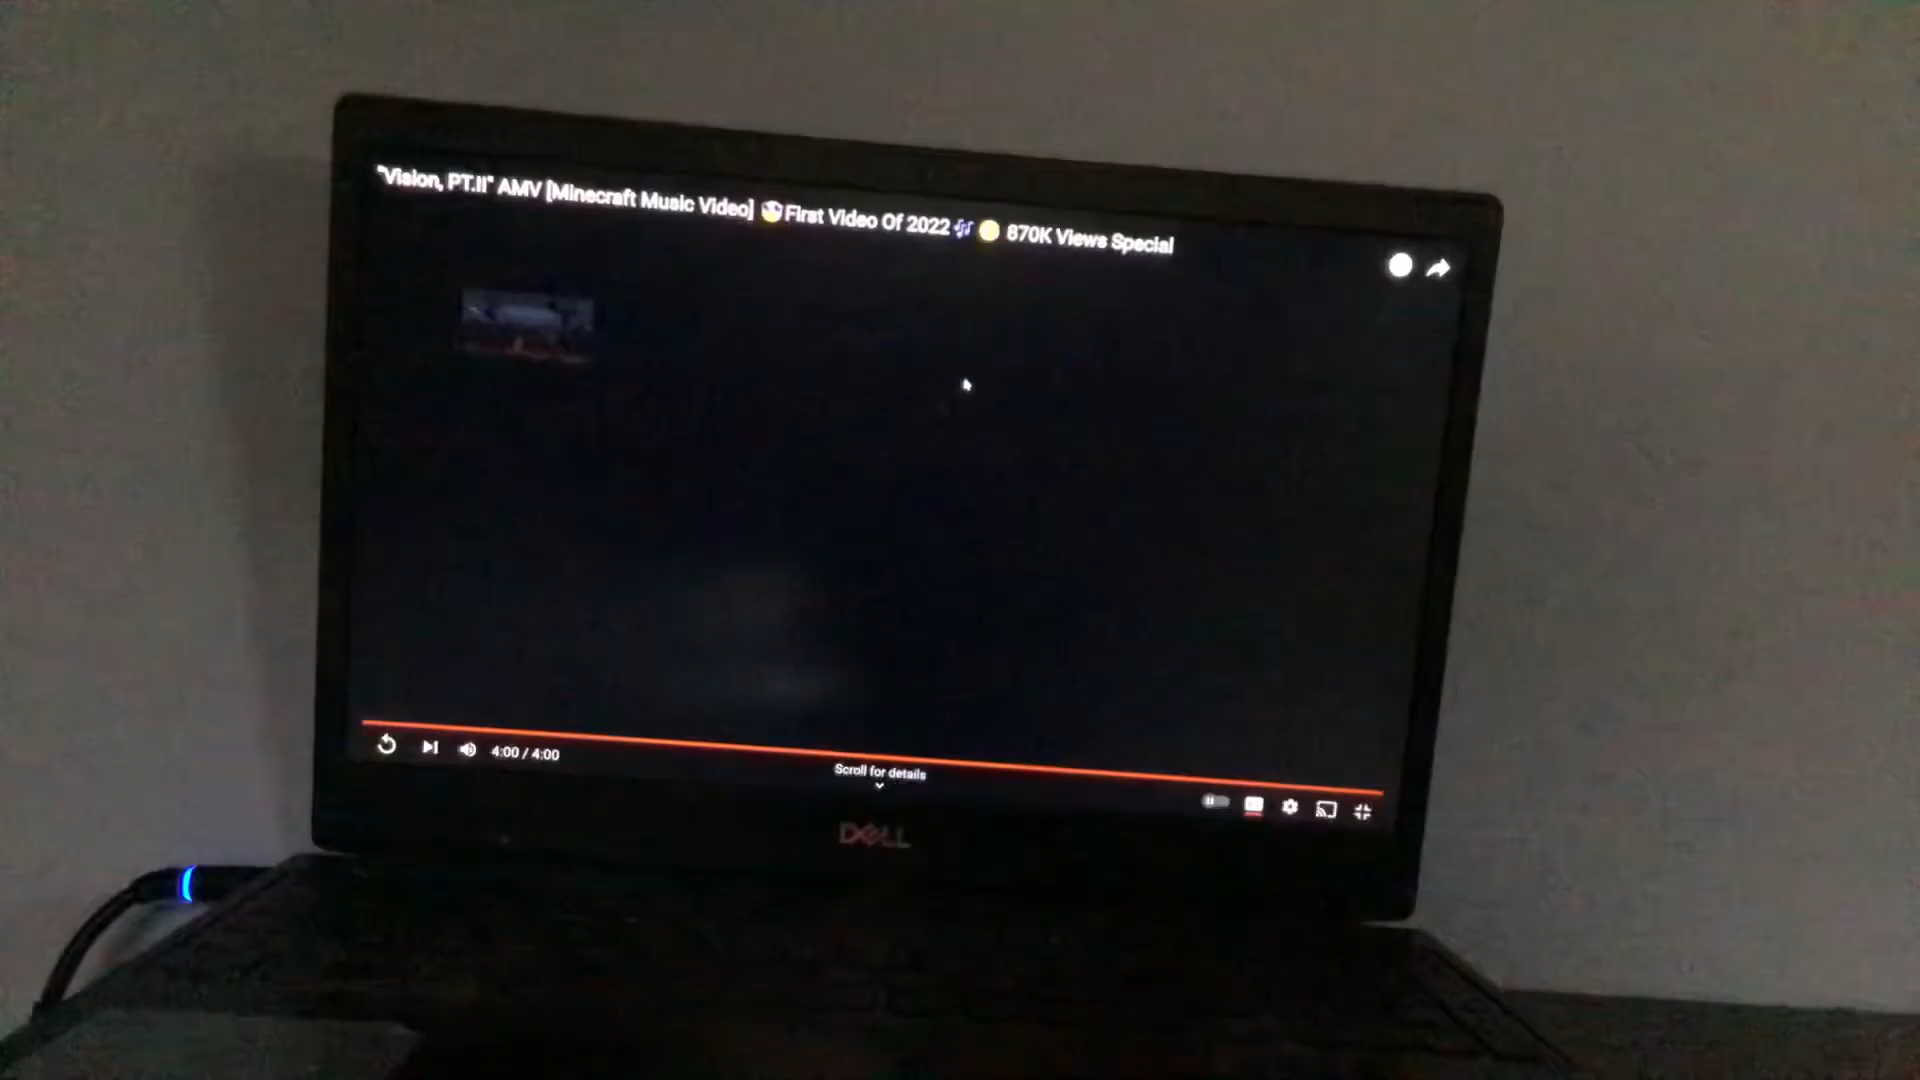 "Vision, PT.II" AMV [Minecraft Music Video] 🤩First Video Of 2022🎶🟡 870K Views Special
4:00 / 4:00
Scroll for details
DELL